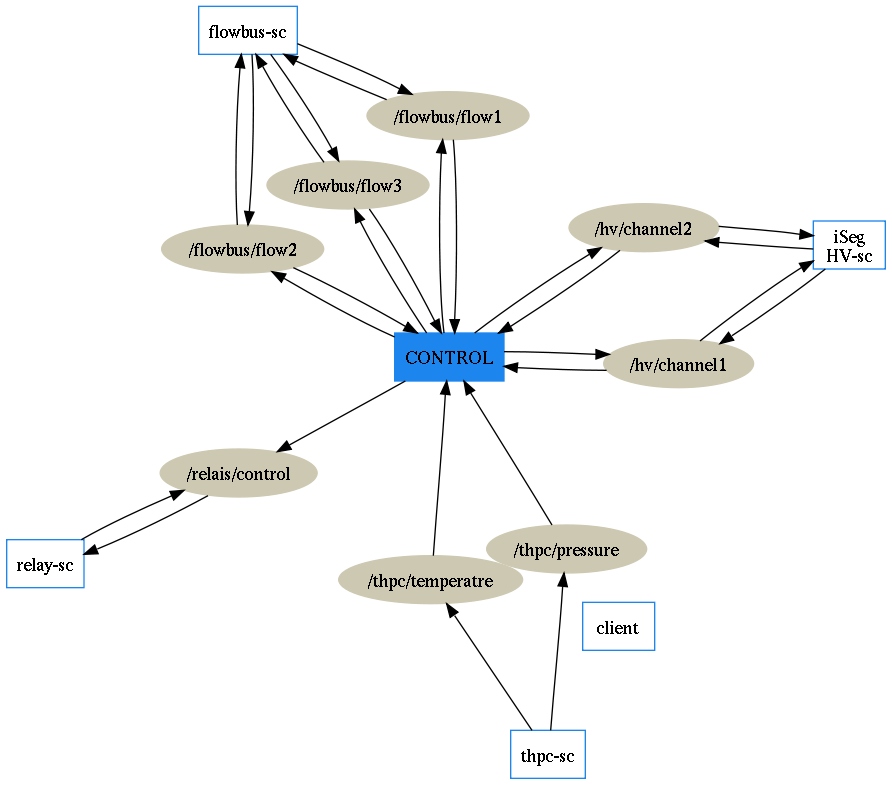 flowbus-sc
/flowbus/flow1
/flowbus/flow3
/hv/channel2
/flowbus/flow2
iSeg
HV-sc
CONTROL
/hv/channel1
/relais/control
/thpc/pressure
relay-sc
/thpc/temperatre
client
thpc-sc